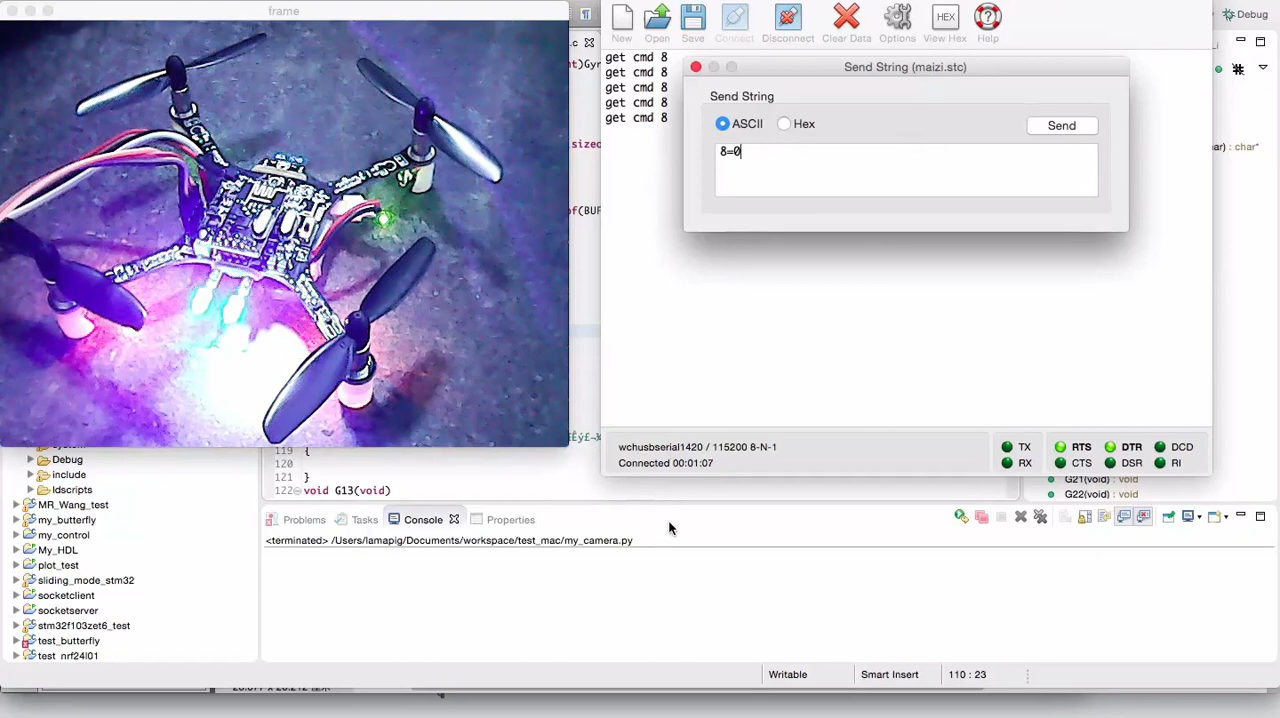 frame
New
Open
Save
Connect
Disconnect
Clear Data
Options
View Hex
Help
HEX
Debug
get cmd 8
get cmd 8
get cmd 8
get cmd 8
get cmd 8
Send String (maizi.stc)
Send String
ASCII
Hex
Send
8=0
wchusbserial1420 / 115200 8-N-1
Connected 00:01:07
TX
RX
RTS
CTS
DTR
DSR
DCD
RI
char) : char*
Debug
include
ldscripts
MR_Wang_test
my_butterfly
my_control
My_HDL
plot_test
sliding_mode_stm32
socketclient
socketserver
stm32f103zet6_test
test_butterfly
test_nrf24l01
119 {
120
121 }
122 void G13(void)
G21(void) : void
G22(void) : void
Problems
Tasks
Console
Properties
<terminated> /Users/lamapig/Documents/workspace/test_mac/my_camera.py
Writable
Smart Insert
110 : 23